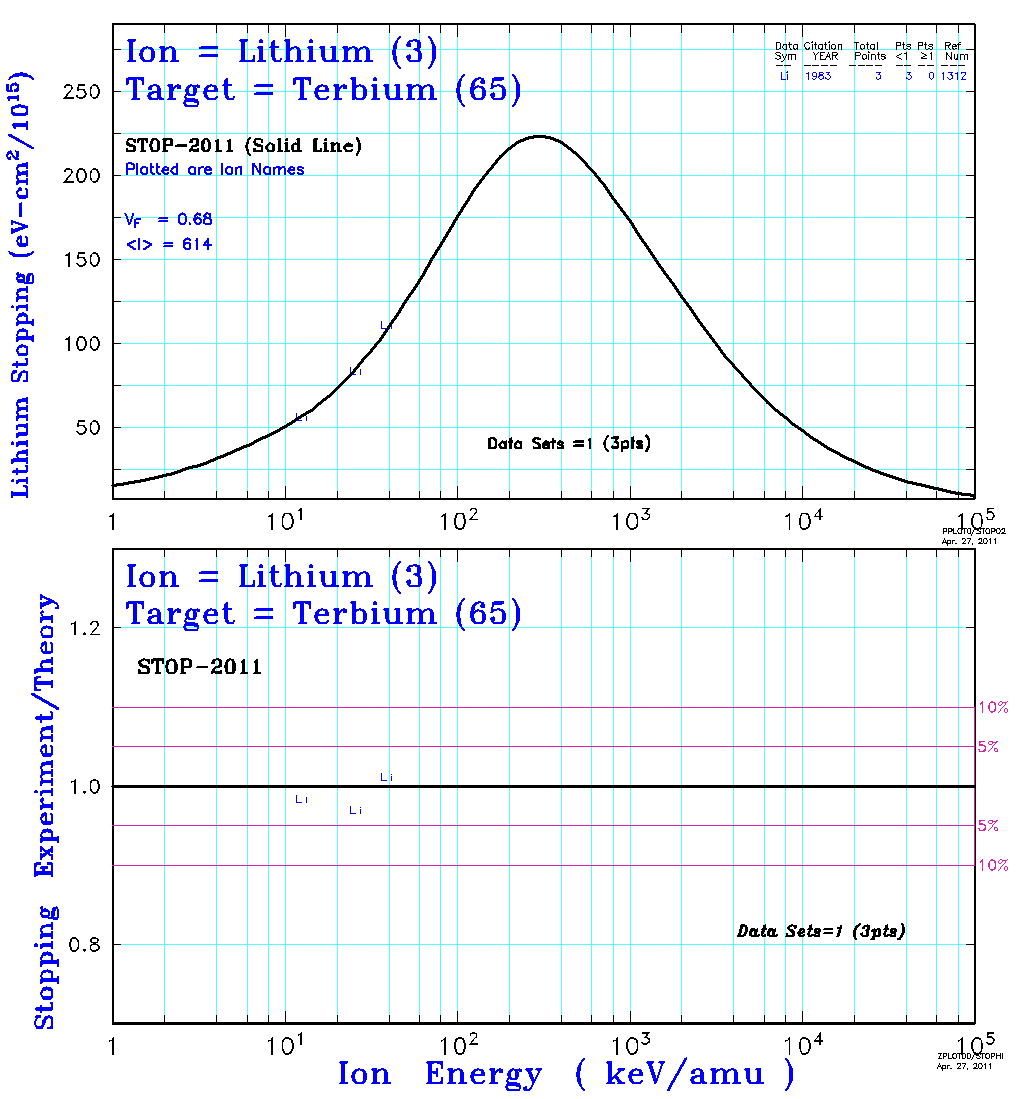 Ion = Lithium (3)
Target = Terbium (65)
STOP-2011 (Solid Line)
Plotted are Ion Names
VF = 0.68
<I> = 614
Data Citation Total Pts Pts Ref
Sym YEAR Points <1 ≥1 Num
Li 1983 3 3 0 1312
Lithium Stopping (eV-cm²/10¹⁵)
250
200
150
100
50
Li
Li
Li
Data Sets =1 (3pts)
1 10¹ 10² 10³ 10⁴ 10⁵
PPLOT0/STOP02
Apr. 27, 2011
Ion = Lithium (3)
Target = Terbium (65)
STOP-2011
Stopping Experiment/Theory
1.2
1.0
0.8
10%
5%
5%
10%
Li
Li
Li
Data Sets=1 (3pts)
1 10¹ 10² 10³ 10⁴ 10⁵
Ion Energy ( keV/amu )
ZPLOT0D/STOPHI
Apr. 27, 2011